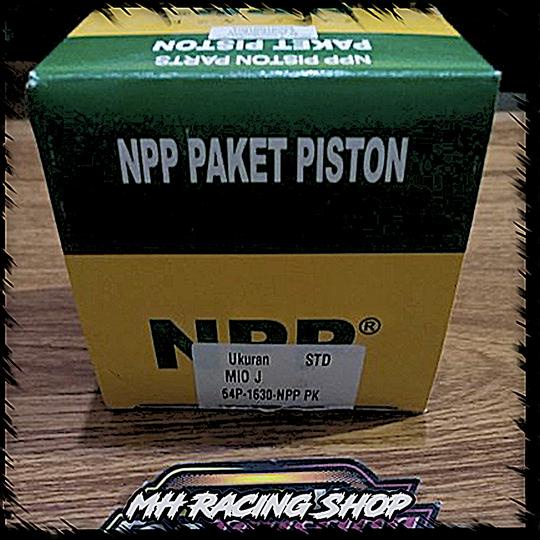 PAKET PISTON
NPP PISTON PARTS
NPP PAKET PISTON
NPP®
Ukuran STD
MIO J
54P-1630-NPP PK
MH RACING SHOP